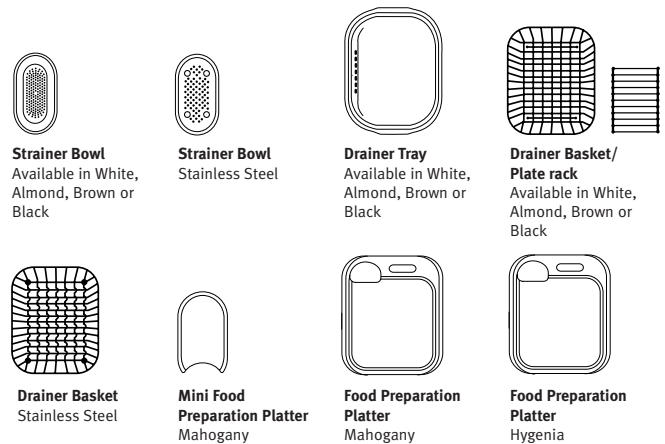 Strainer Bowl
Available in White,
Almond, Brown or
Black
Strainer Bowl
Stainless Steel
Drainer Tray
Available in White,
Almond, Brown or
Black
Drainer Basket/
Plate rack
Available in White,
Almond, Brown or
Black
Drainer Basket
Stainless Steel
Mini Food
Preparation Platter
Mahogany
Food Preparation
Platter
Mahogany
Food Preparation
Platter
Hygenia